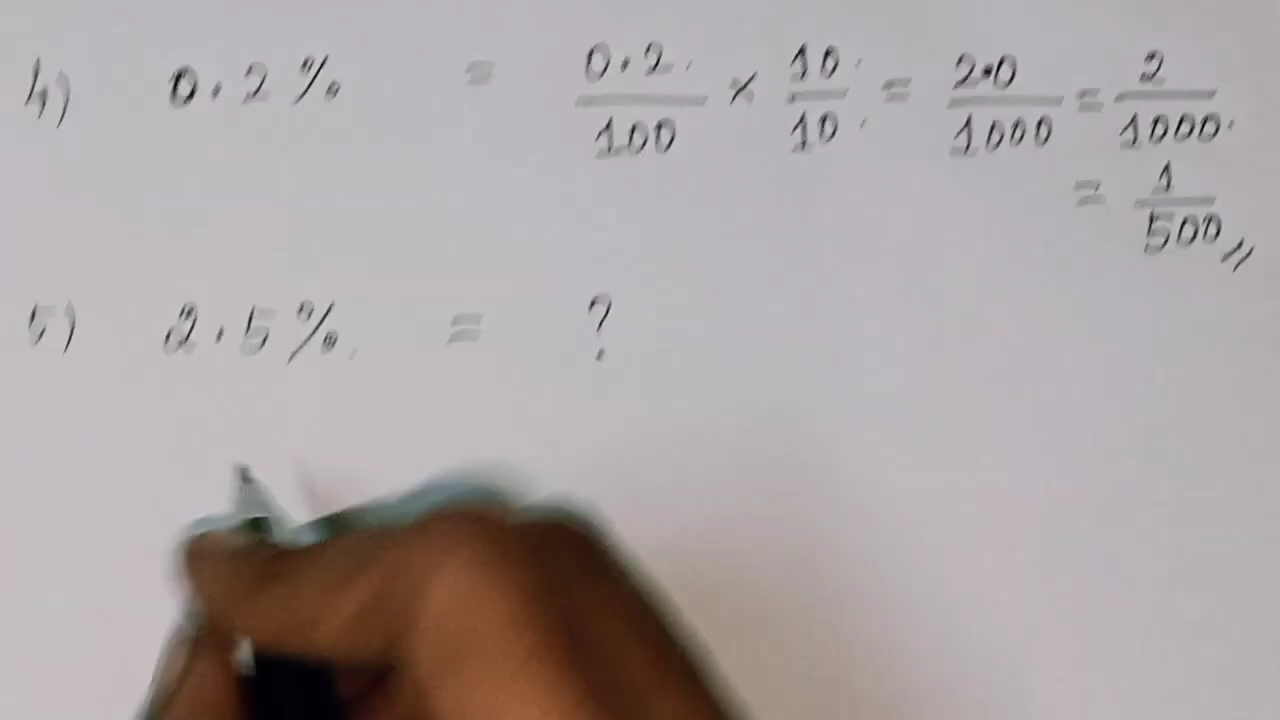 4) 0.2% = 0.2/100 × 10/10 = 2.0/1000 = 2/1000
= 1/500 //
5) 2.5% = ?